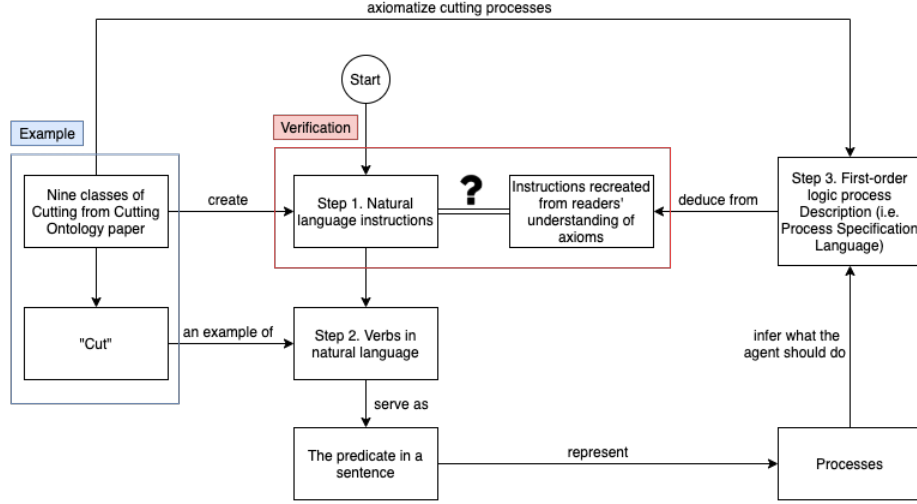 axiomatize cutting processes
Start
Example
Verification
Nine classes of
Cutting from Cutting
Ontology paper
create
Step 1. Natural
language instructions
?
Instructions recreated
from readers'
understanding of
axioms
deduce from
Step 3. First-order
logic process
Description (i.e.
Process Specification
Language)
"Cut"
an example of
Step 2. Verbs in
natural language
infer what the
agent should do
serve as
The predicate in a
sentence
represent
Processes